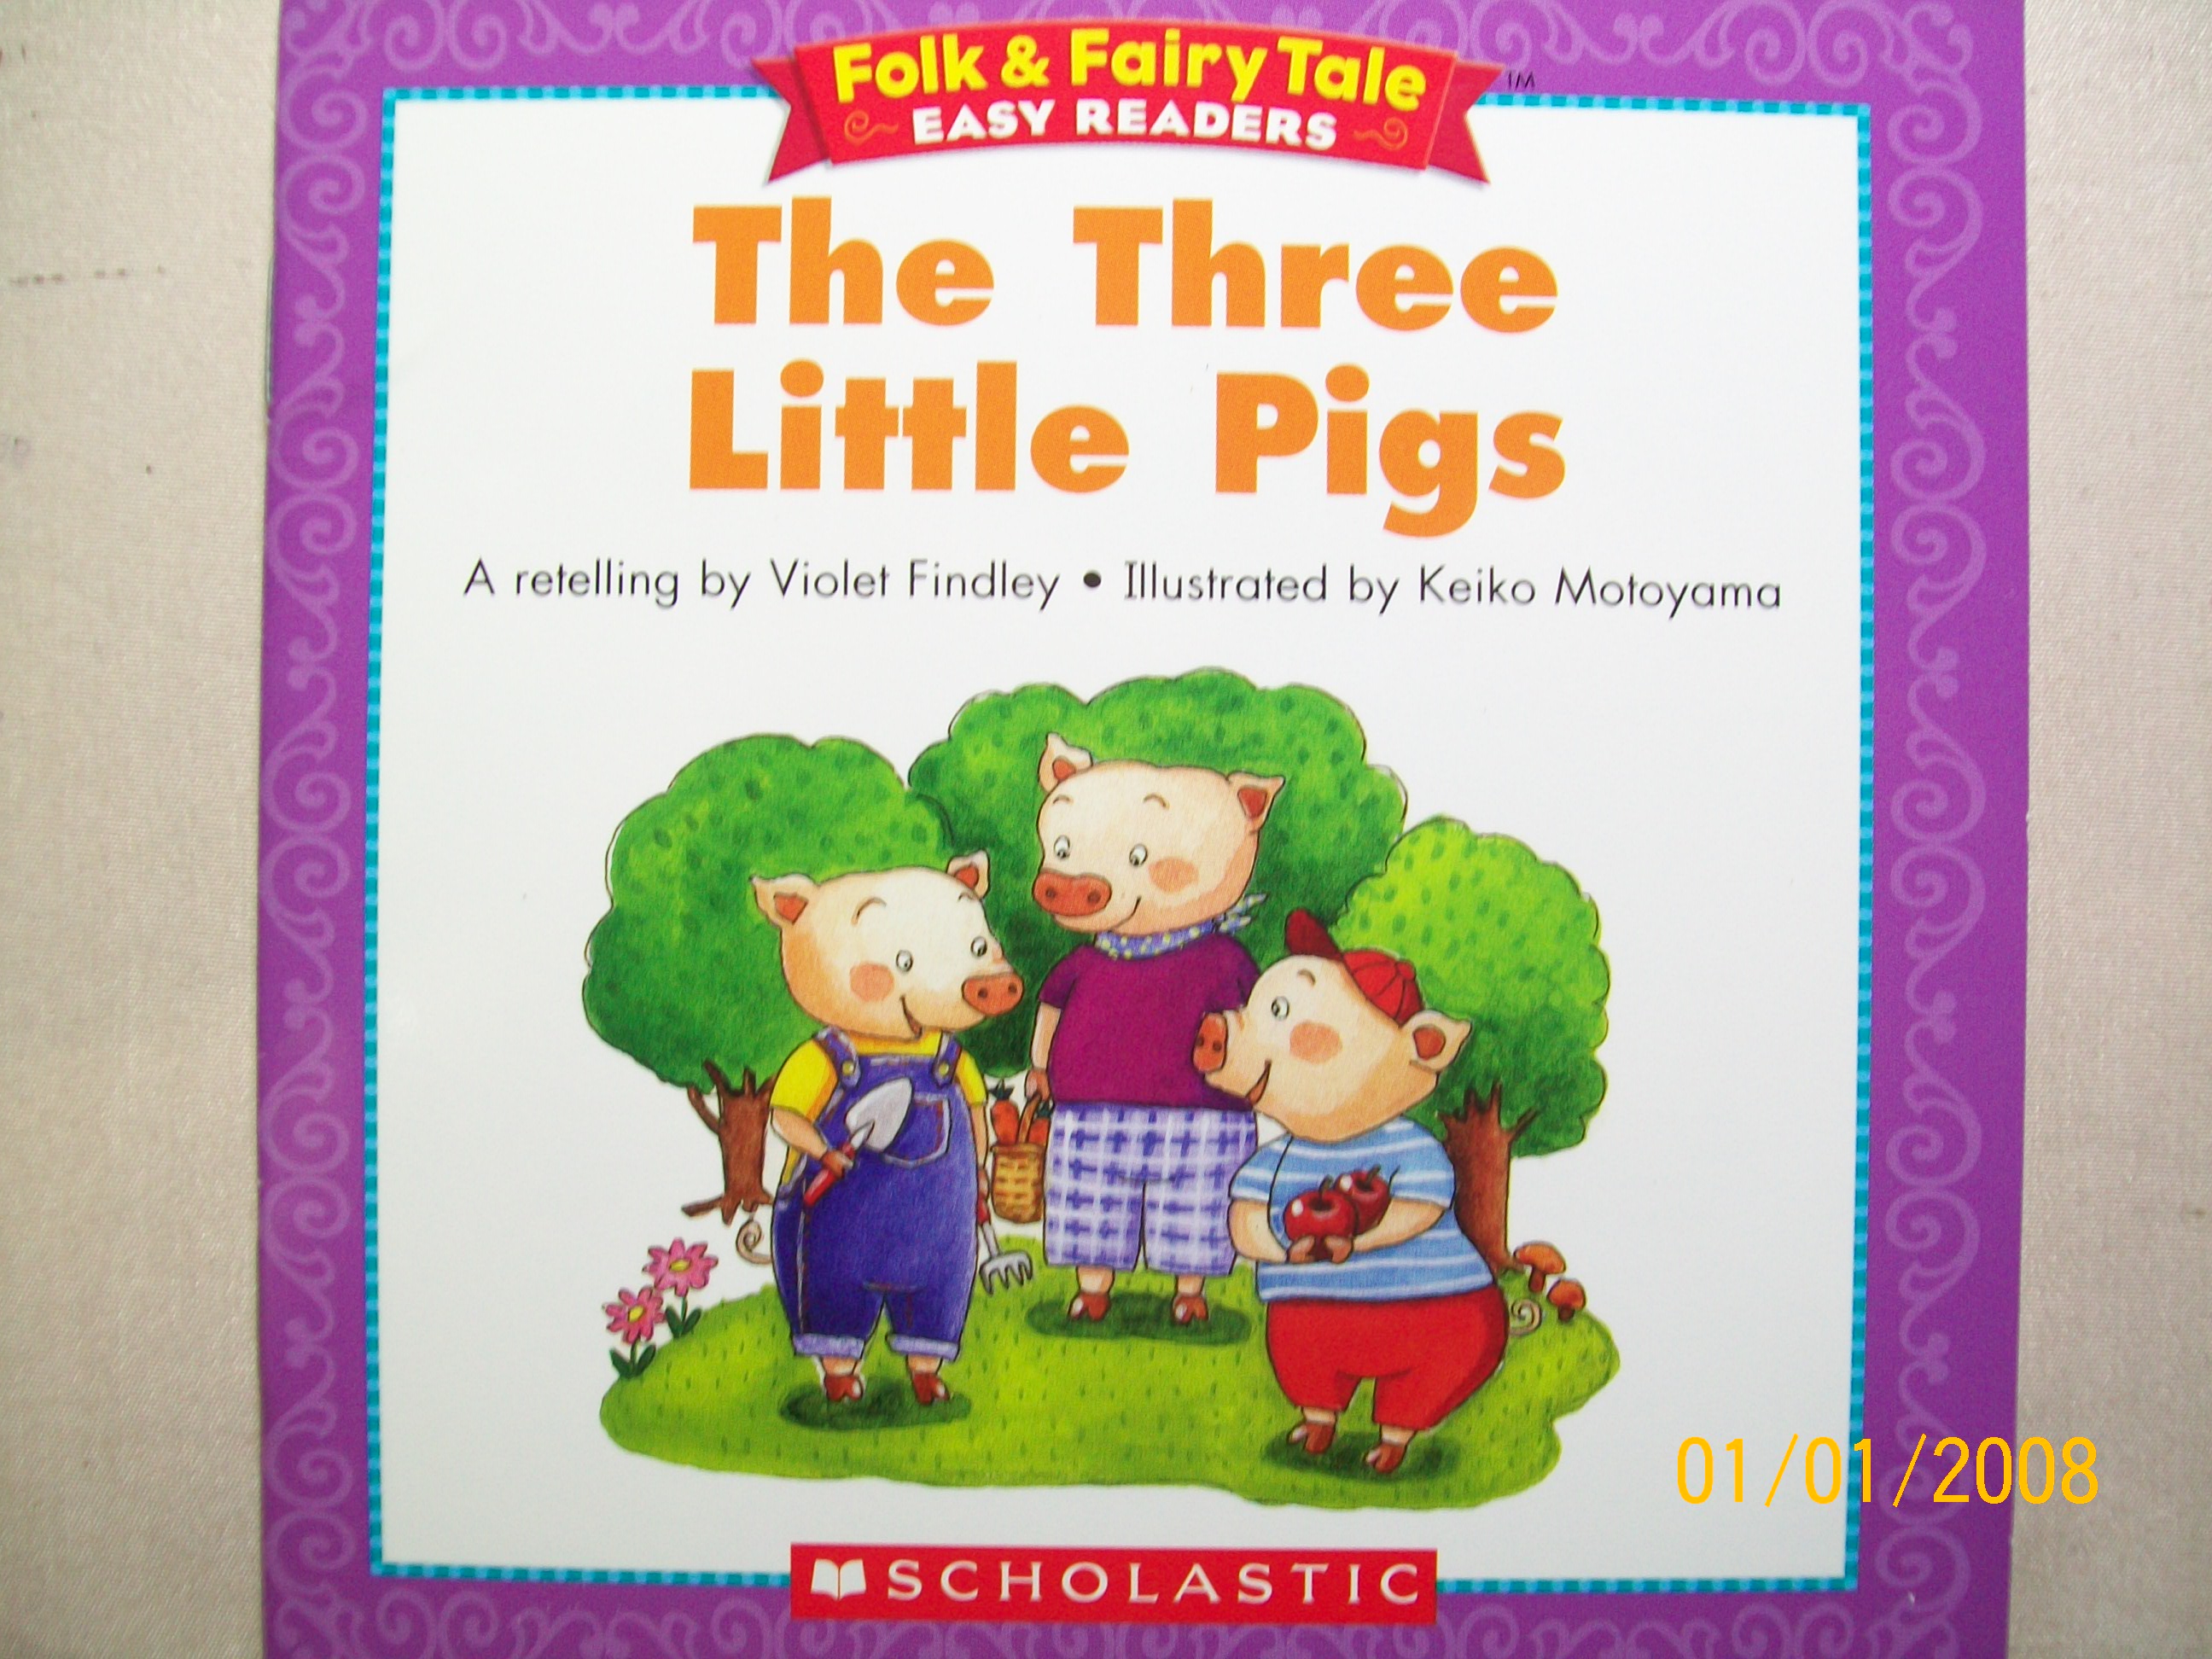 Folk & Fairy Tale
™
EASY READERS
The Three
Little Pigs
A retelling by Violet Findley • Illustrated by Keiko Motoyama
01/01/2008
SCHOLASTIC